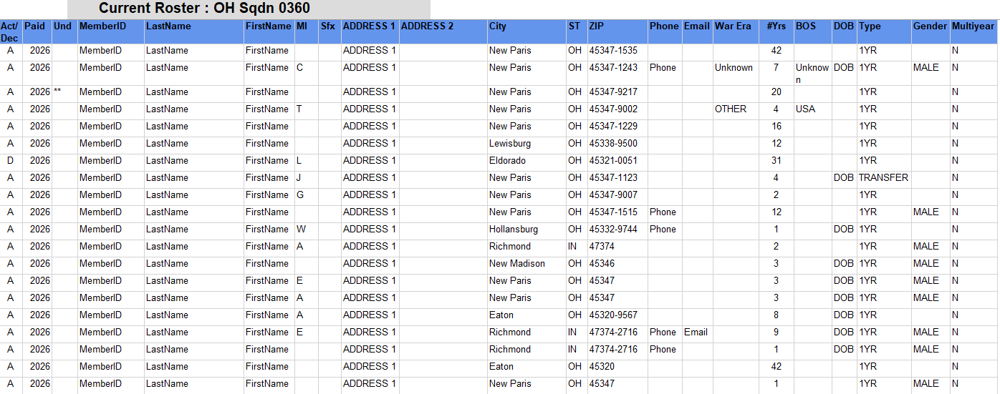 Current Roster : OH Sqdn 0360
Act/ Dec Paid Und MemberID LastName FirstName MI Sfx ADDRESS 1 ADDRESS 2 City ST ZIP Phone Email War Era #Yrs BOS DOB Type Gender Multiyear
A 2026 MemberID LastName FirstName ADDRESS 1 New Paris OH 45347-1535 42 1YR N
A 2026 MemberID LastName FirstName C ADDRESS 1 New Paris OH 45347-1243 Phone Unknown 7 Unknow DOB 1YR MALE N
n
A 2026 ** MemberID LastName FirstName ADDRESS 1 New Paris OH 45347-9217 20 1YR N
A 2026 MemberID LastName FirstName T ADDRESS 1 New Paris OH 45347-9002 OTHER 4 USA 1YR N
A 2026 MemberID LastName FirstName ADDRESS 1 New Paris OH 45347-1229 16 1YR N
A 2026 MemberID LastName FirstName ADDRESS 1 Lewisburg OH 45338-9500 12 1YR N
D 2026 MemberID LastName FirstName L ADDRESS 1 Eldorado OH 45321-0051 31 1YR N
A 2026 MemberID LastName FirstName J ADDRESS 1 New Paris OH 45347-1123 4 DOB TRANSFER N
A 2026 MemberID LastName FirstName G ADDRESS 1 New Paris OH 45347-9007 2 1YR N
A 2026 MemberID LastName FirstName ADDRESS 1 New Paris OH 45347-1515 Phone 12 1YR MALE N
A 2026 MemberID LastName FirstName W ADDRESS 1 Hollansburg OH 45332-9744 Phone 1 DOB 1YR N
A 2026 MemberID LastName FirstName A ADDRESS 1 Richmond IN 47374 2 1YR MALE N
A 2026 MemberID LastName FirstName ADDRESS 1 New Madison OH 45346 3 DOB 1YR MALE N
A 2026 MemberID LastName FirstName E ADDRESS 1 New Paris OH 45347 3 DOB 1YR MALE N
A 2026 MemberID LastName FirstName A ADDRESS 1 New Paris OH 45347 3 DOB 1YR MALE N
A 2026 MemberID LastName FirstName A ADDRESS 1 Eaton OH 45320-9567 8 DOB 1YR N
A 2026 MemberID LastName FirstName E ADDRESS 1 Richmond IN 47374-2716 Phone Email 9 DOB 1YR MALE N
A 2026 MemberID LastName FirstName ADDRESS 1 Richmond IN 47374-2716 Phone 1 DOB 1YR MALE N
A 2026 MemberID LastName FirstName ADDRESS 1 Eaton OH 45320 42 1YR N
A 2026 MemberID LastName FirstName ADDRESS 1 New Paris OH 45347 1 1YR MALE N